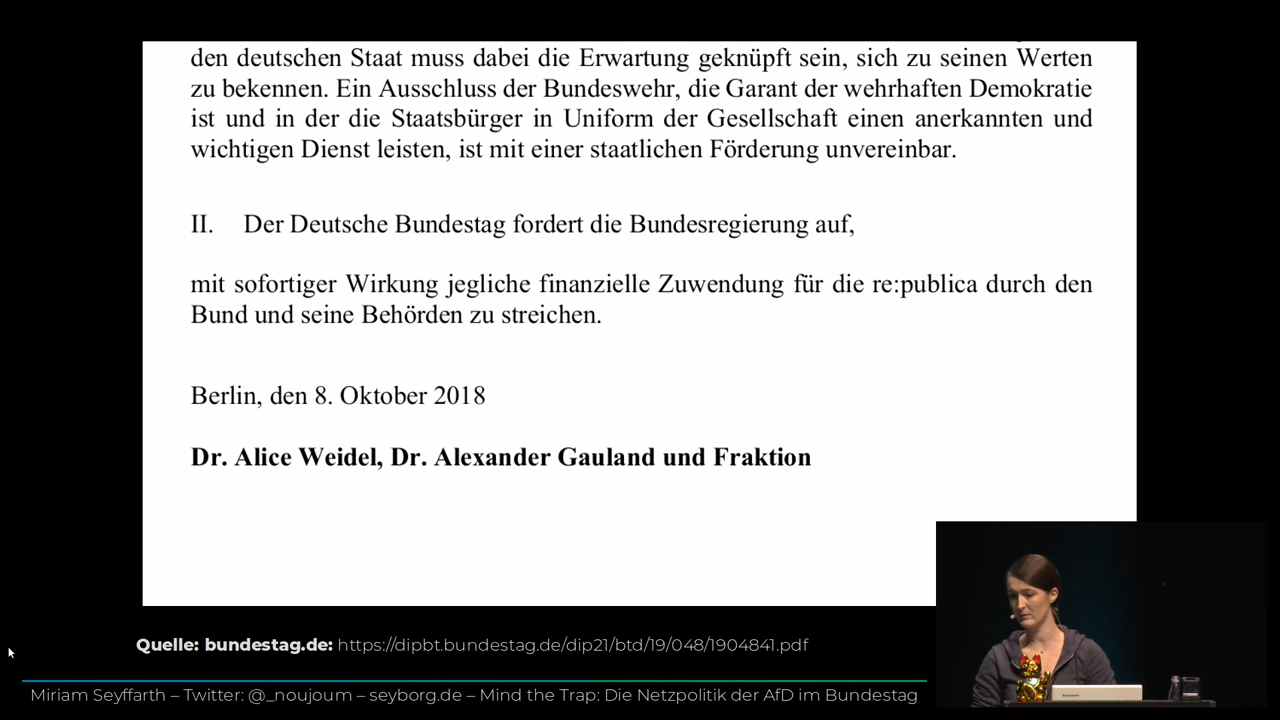 den deutschen Staat muss dabei die Erwartung geknüpft sein, sich zu seinen Werten
zu bekennen. Ein Ausschluss der Bundeswehr, die Garant der wehrhaften Demokratie
ist und in der die Staatsbürger in Uniform der Gesellschaft einen anerkannten und
wichtigen Dienst leisten, ist mit einer staatlichen Förderung unvereinbar.
II. Der Deutsche Bundestag fordert die Bundesregierung auf,
mit sofortiger Wirkung jegliche finanzielle Zuwendung für die re:publica durch den
Bund und seine Behörden zu streichen.
Berlin, den 8. Oktober 2018
Dr. Alice Weidel, Dr. Alexander Gauland und Fraktion
Quelle: bundestag.de: https://dipbt.bundestag.de/dip21/btd/19/048/1904841.pdf
Miriam Seyffarth – Twitter: @_noujoum – seyborg.de – Mind the Trap: Die Netzpolitik der AfD im Bundestag